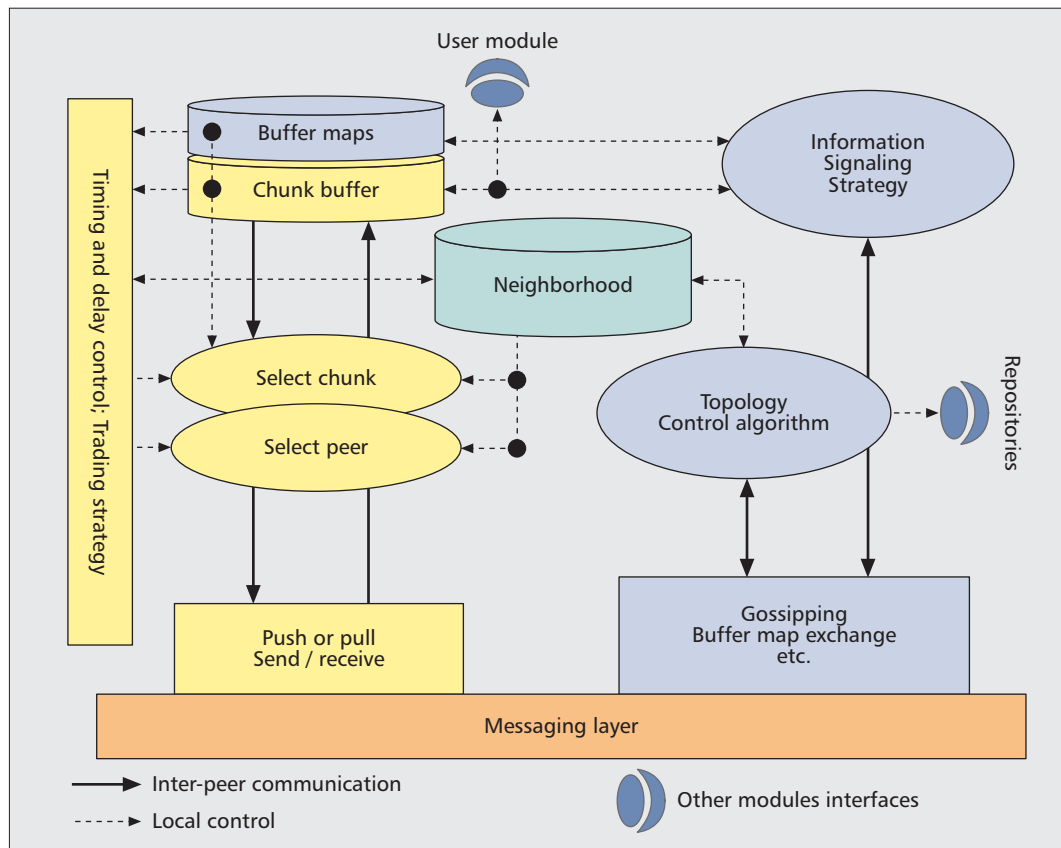 User module
Buffer maps
Chunk buffer
Information
Signaling
Strategy
Timing and delay control; Trading strategy
Neighborhood
Select chunk
Select peer
Topology
Control algorithm
Repositories
Push or pull
Send / receive
Gossipping
Buffer map exchange
etc.
Messaging layer
Inter-peer communication
Local control
Other modules interfaces